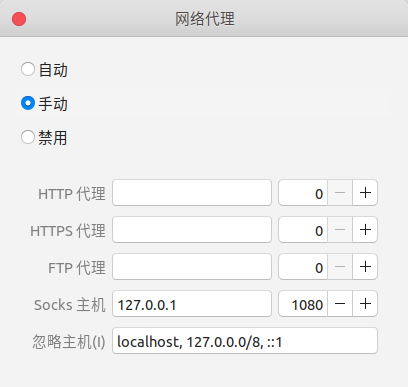 网络代理
自动
手动
禁用
HTTP 代理 0 − +
HTTPS 代理 0 − +
FTP 代理 0 − +
Socks 主机 127.0.0.1 1080 − +
忽略主机(I) localhost, 127.0.0.0/8, ::1